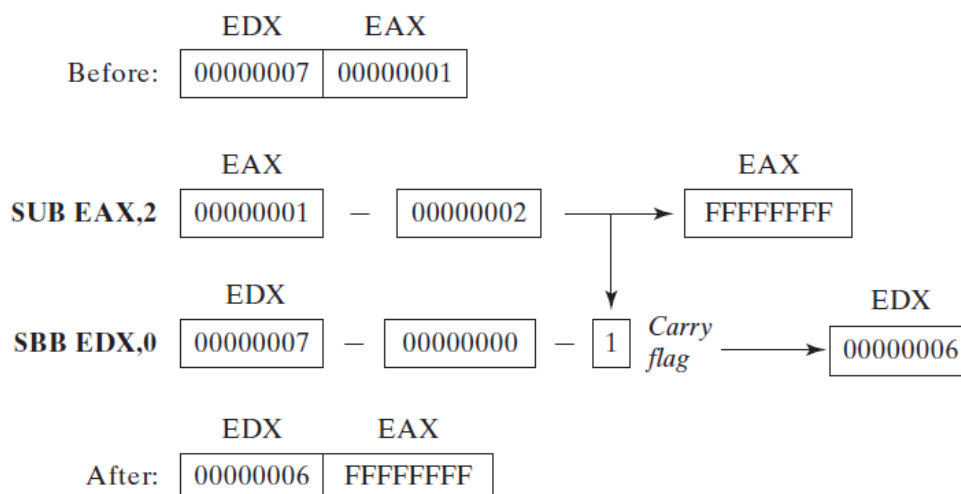 EDX EAX
Before: 00000007 00000001
EAX EAX
SUB EAX,2 00000001 – 00000002 FFFFFFFF
EDX EDX
SBB EDX,0 00000007 – 00000000 – 1 Carry flag 00000006
EDX EAX
After: 00000006 FFFFFFFF